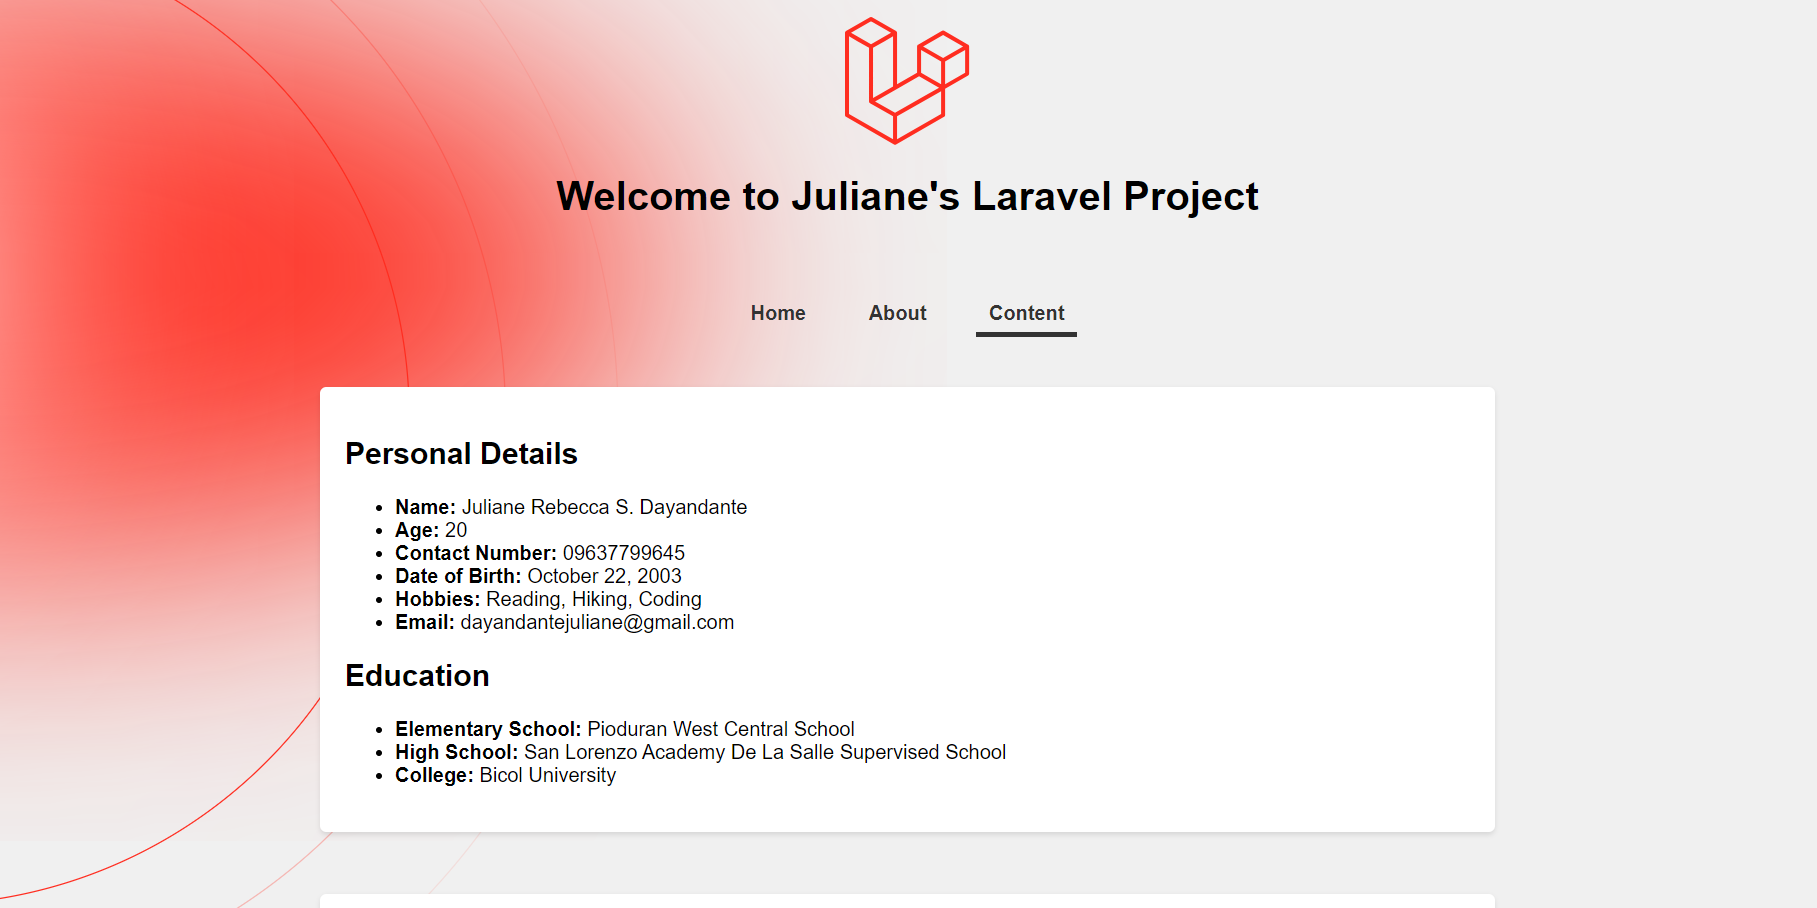 Welcome to Juliane's Laravel Project
Home About Content
Personal Details
• Name: Juliane Rebecca S. Dayandante
• Age: 20
• Contact Number: 09637799645
• Date of Birth: October 22, 2003
• Hobbies: Reading, Hiking, Coding
• Email: dayandantejuliane@gmail.com
Education
• Elementary School: Pioduran West Central School
• High School: San Lorenzo Academy De La Salle Supervised School
• College: Bicol University